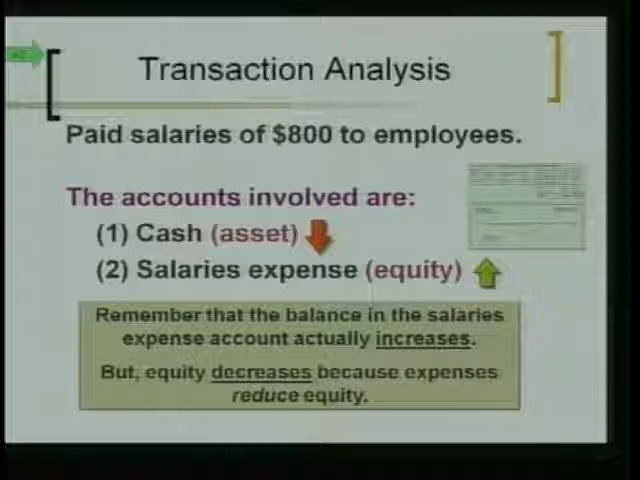 Transaction Analysis
Paid salaries of $800 to employees.
The accounts involved are:
(1) Cash (asset)
(2) Salaries expense (equity)
Remember that the balance in the salaries
expense account actually increases.
But, equity decreases because expenses
reduce equity.